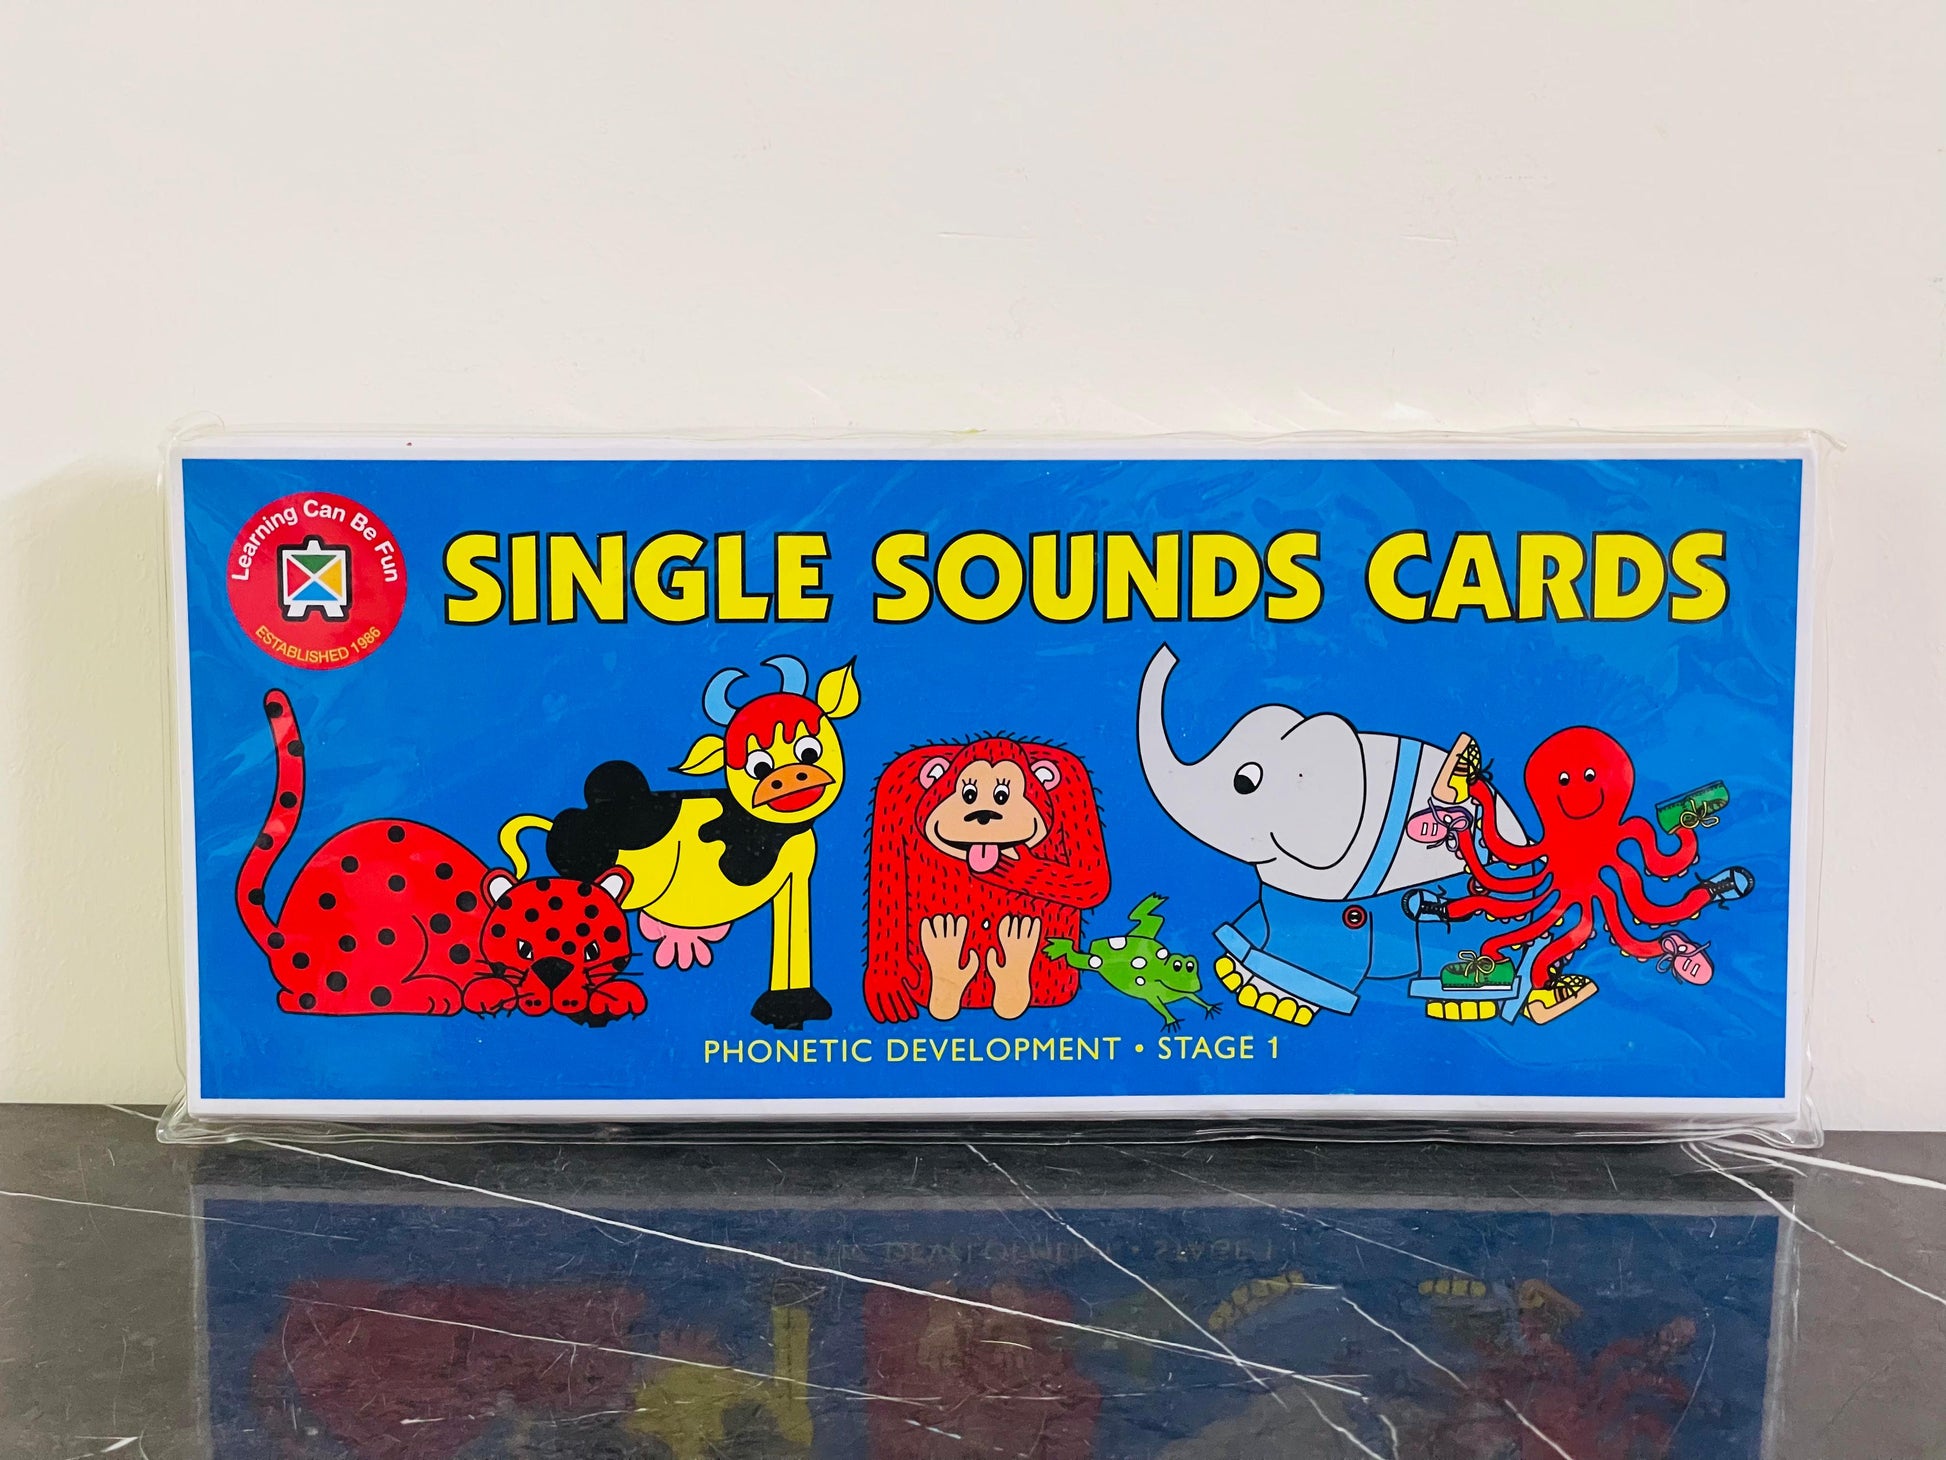 Learning Can Be Fun
ESTABLISHED 1986
SINGLE SOUNDS CARDS
PHONETIC DEVELOPMENT • STAGE 1